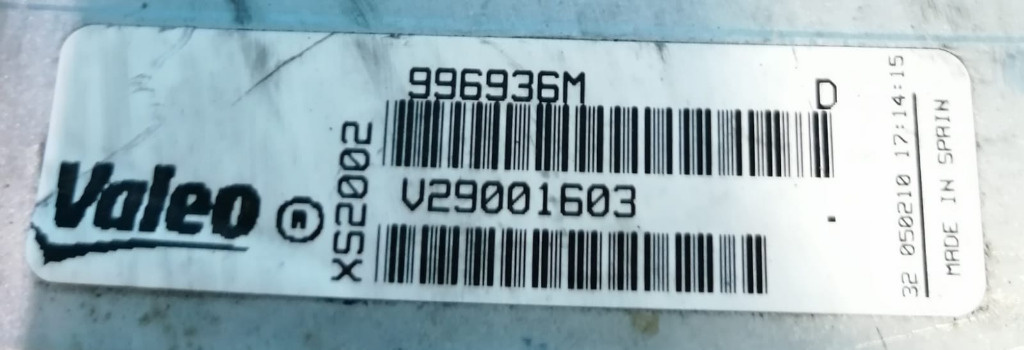 Valeo ®
XS2002
996936M D
V29001603
32 050210 17:14:15
MADE IN SPAIN